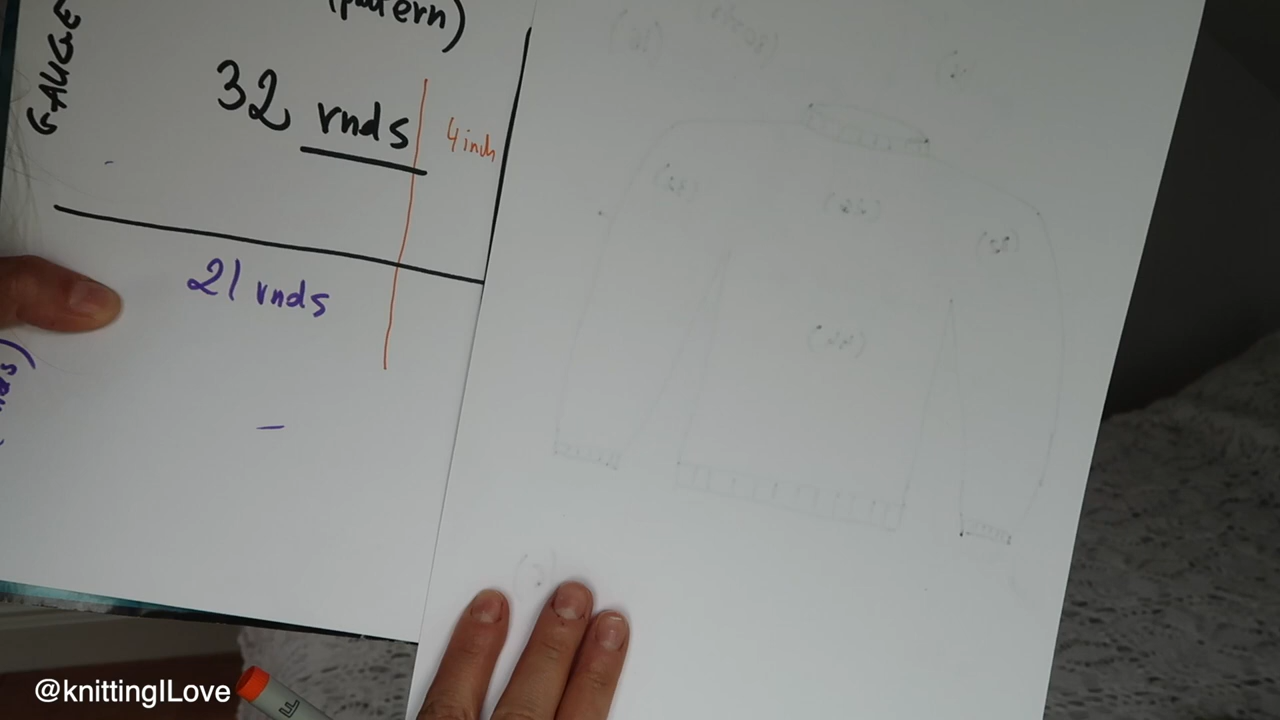 (pattern)
GAUGE
32 rnds
4 inch
21 rnds
@knittingILove
F